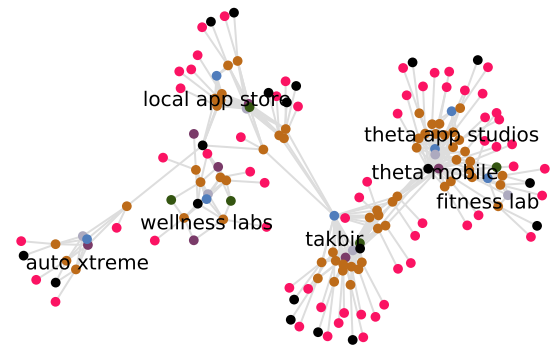 local app store
theta app studios
theta mobile
fitness lab
wellness labs
takbir
auto xtreme